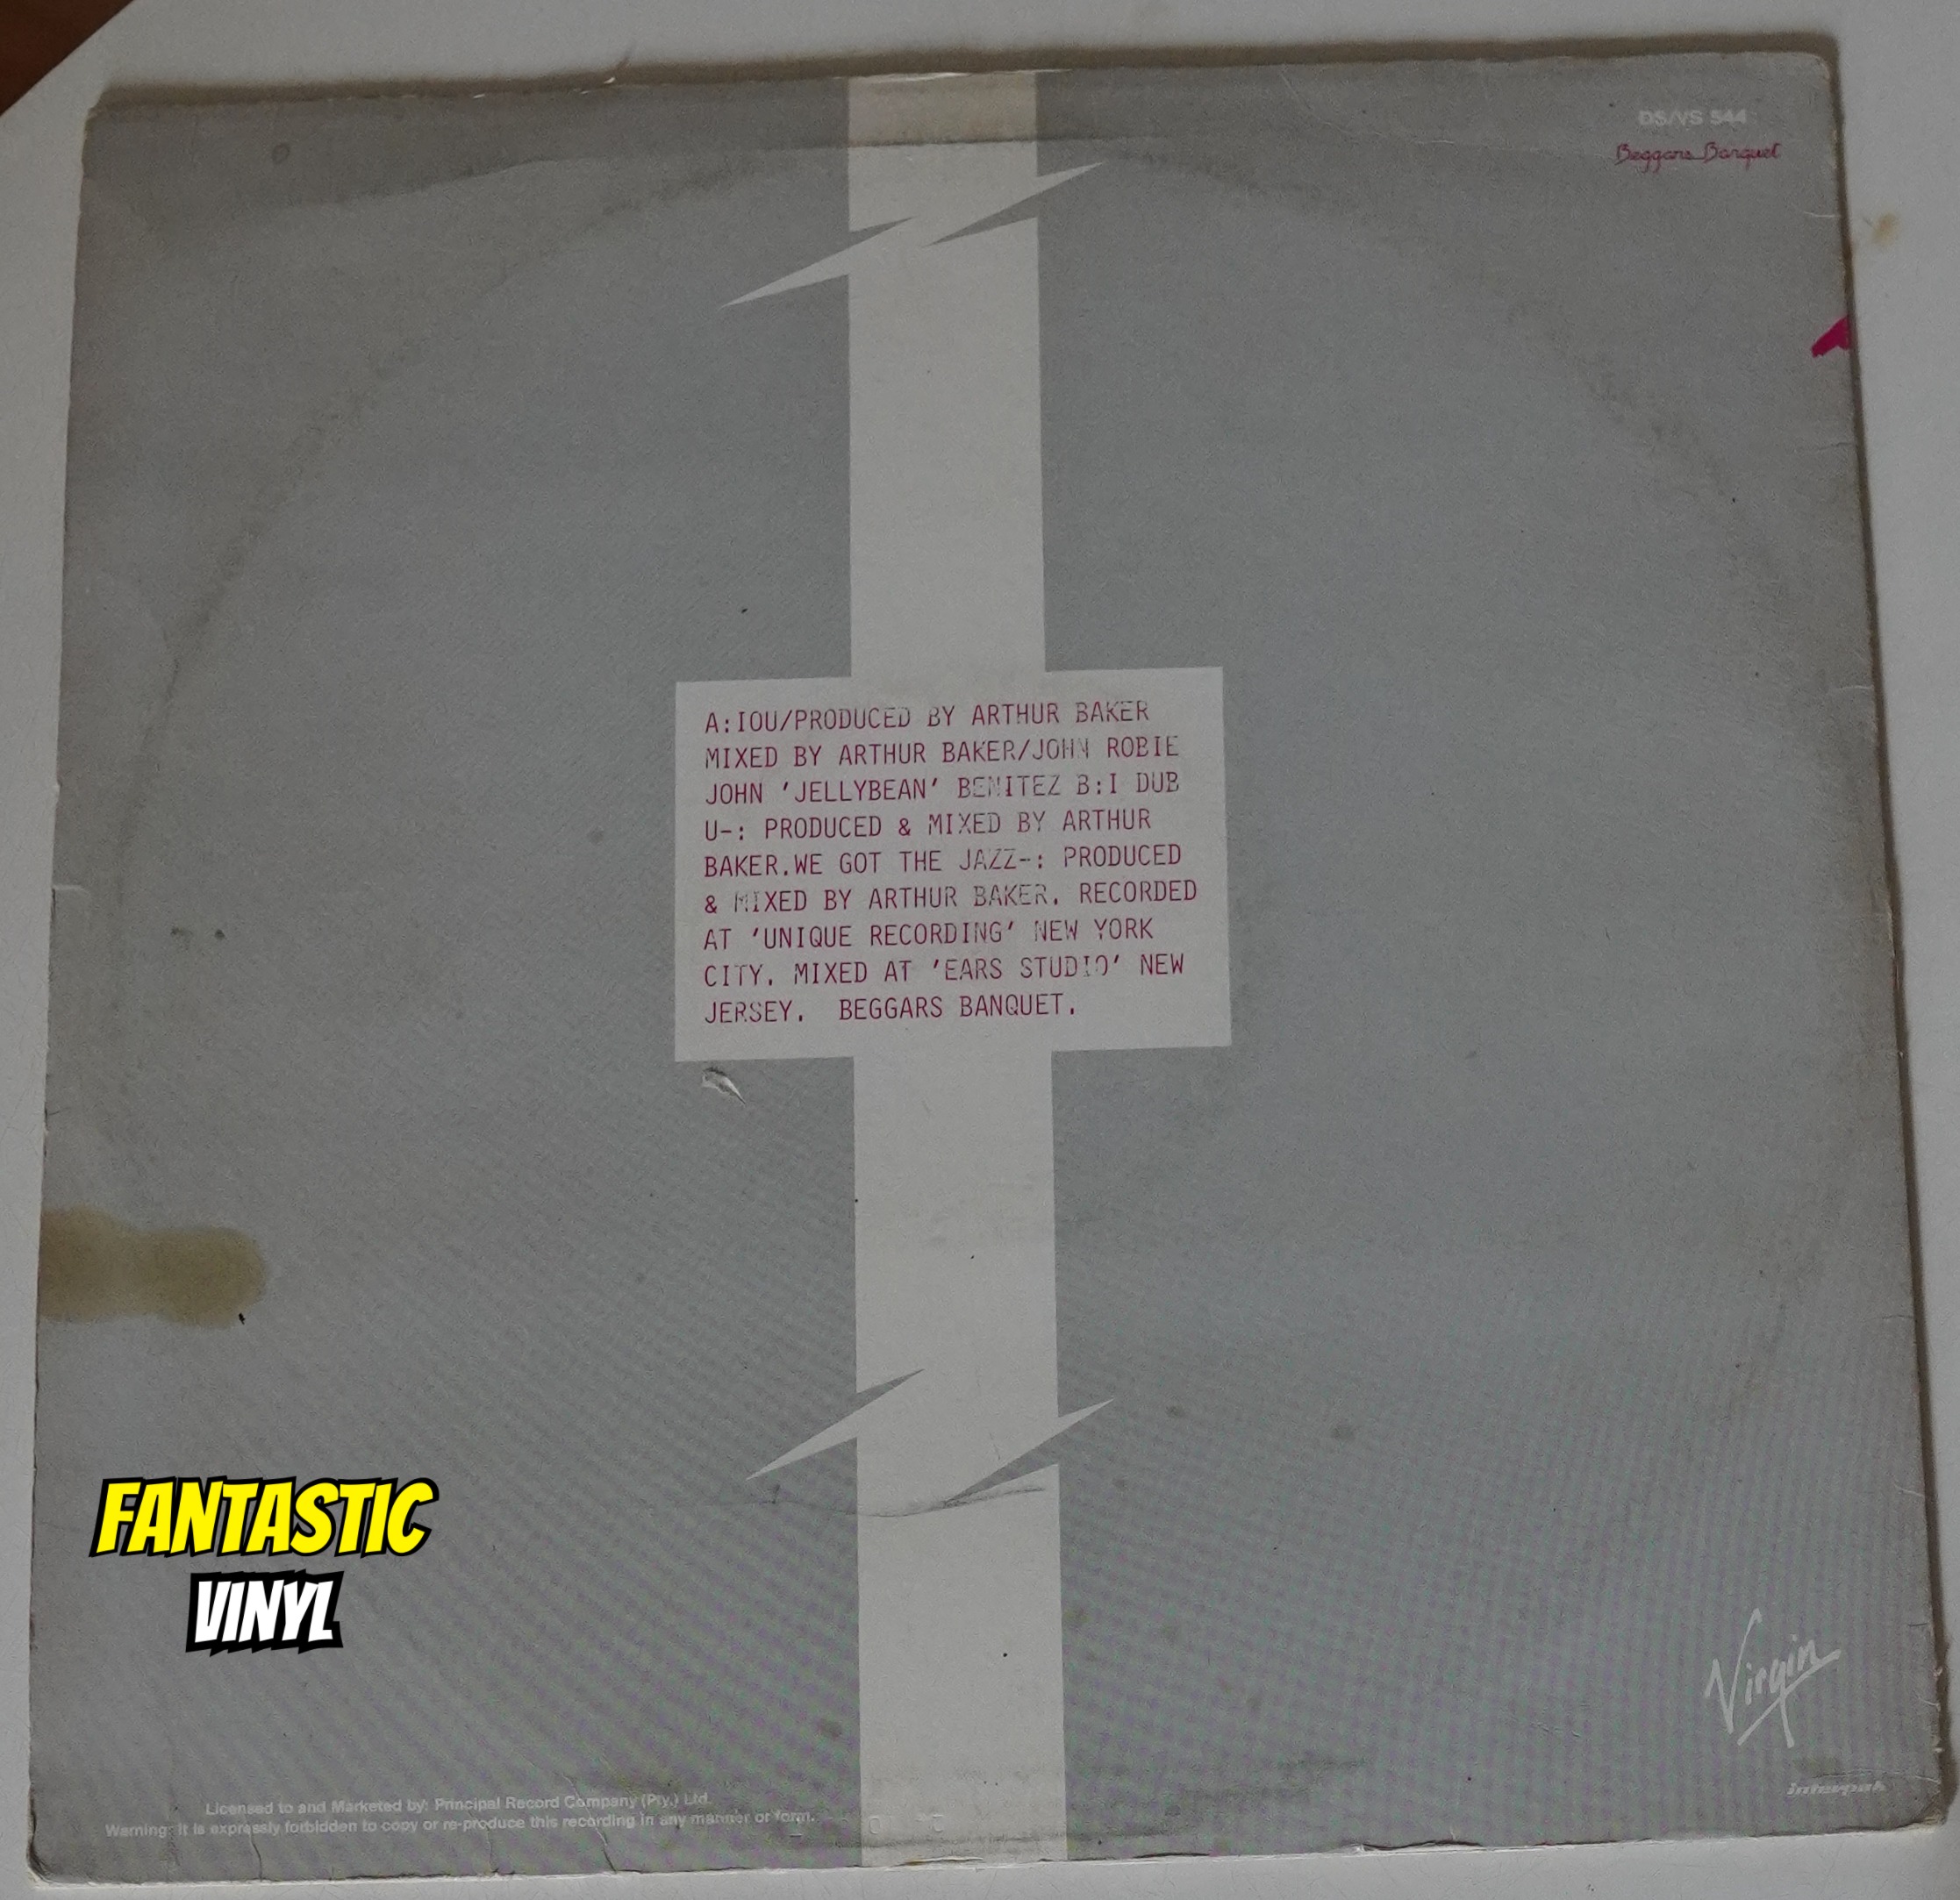 DS/VS 544
Beggars Banquet
A:IOU/PRODUCED BY ARTHUR BAKER
MIXED BY ARTHUR BAKER/JOHN ROBIE
JOHN 'JELLYBEAN' BENITEZ B:I DUB
U-: PRODUCED & MIXED BY ARTHUR
BAKER.WE GOT THE JAZZ-: PRODUCED
& MIXED BY ARTHUR BAKER. RECORDED
AT 'UNIQUE RECORDING' NEW YORK
CITY. MIXED AT 'EARS STUDIO' NEW
JERSEY. BEGGARS BANQUET.
FANTASTIC
VINYL
Virgin
interpak
Licensed to and Marketed by: Principal Record Company (Pty.) Ltd.
Warning: It is expressly forbidden to copy or re-produce this recording in any manner or form.